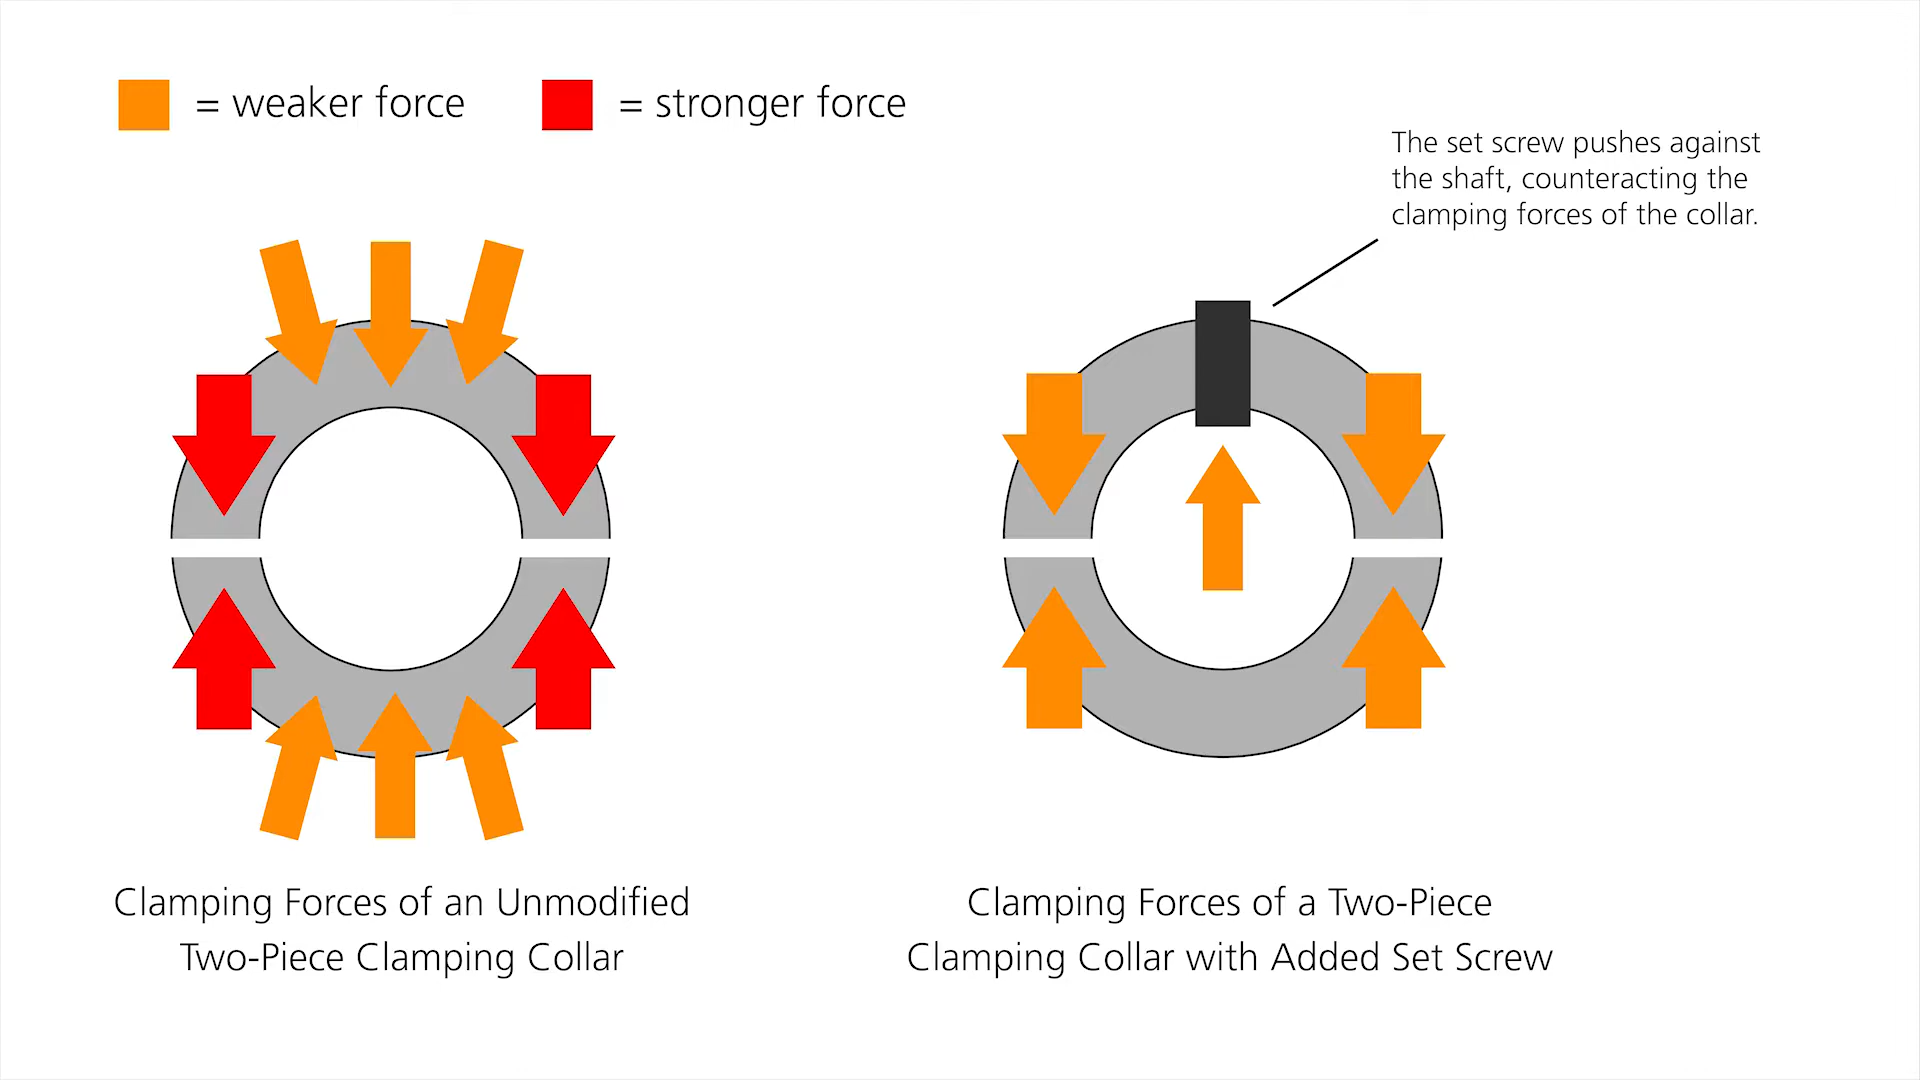 = weaker force
= stronger force
The set screw pushes against
the shaft, counteracting the
clamping forces of the collar.
Clamping Forces of an Unmodified
Two-Piece Clamping Collar
Clamping Forces of a Two-Piece
Clamping Collar with Added Set Screw